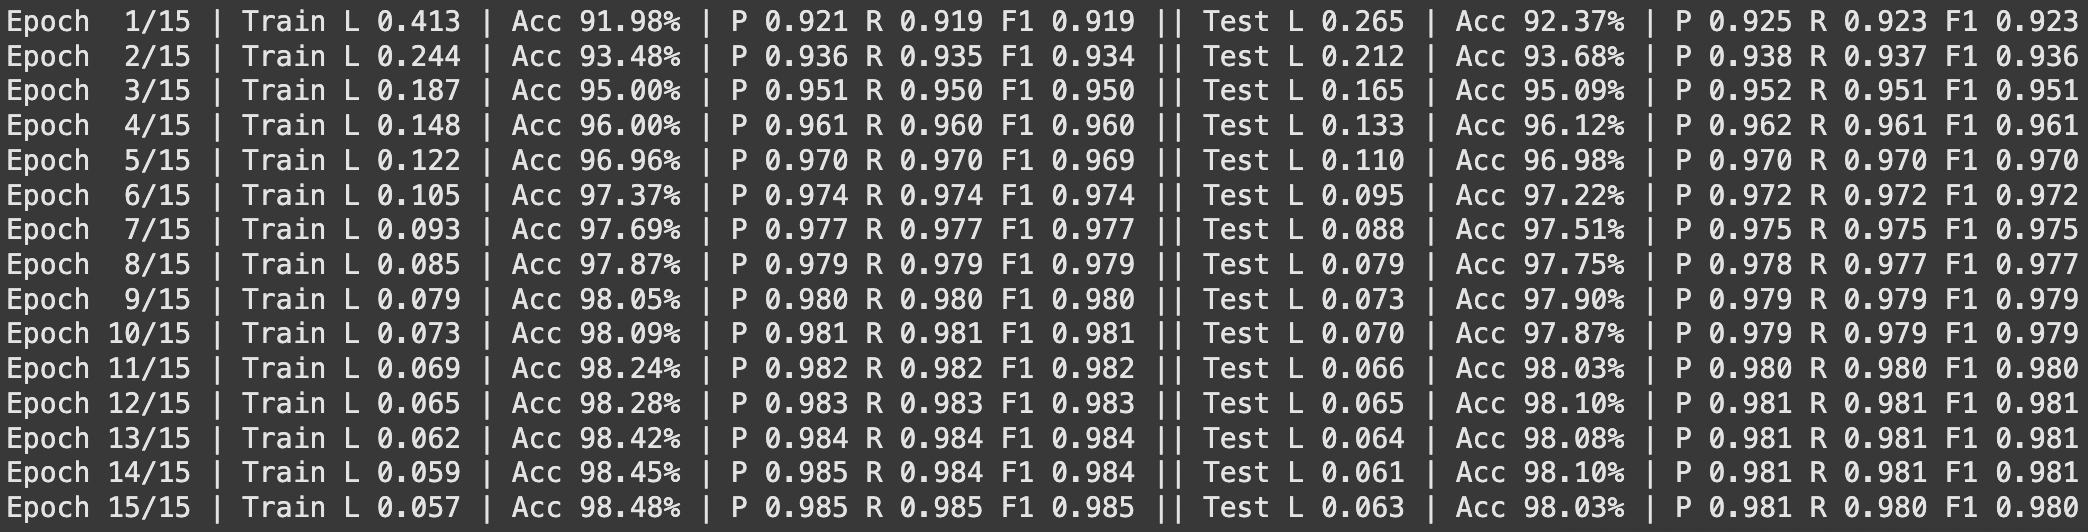 Epoch  1/15 | Train L 0.413 | Acc 91.98% | P 0.921 R 0.919 F1 0.919 || Test L 0.265 | Acc 92.37% | P 0.925 R 0.923 F1 0.923
Epoch  2/15 | Train L 0.244 | Acc 93.48% | P 0.936 R 0.935 F1 0.934 || Test L 0.212 | Acc 93.68% | P 0.938 R 0.937 F1 0.936
Epoch  3/15 | Train L 0.187 | Acc 95.00% | P 0.951 R 0.950 F1 0.950 || Test L 0.165 | Acc 95.09% | P 0.952 R 0.951 F1 0.951
Epoch  4/15 | Train L 0.148 | Acc 96.00% | P 0.961 R 0.960 F1 0.960 || Test L 0.133 | Acc 96.12% | P 0.962 R 0.961 F1 0.961
Epoch  5/15 | Train L 0.122 | Acc 96.96% | P 0.970 R 0.970 F1 0.969 || Test L 0.110 | Acc 96.98% | P 0.970 R 0.970 F1 0.970
Epoch  6/15 | Train L 0.105 | Acc 97.37% | P 0.974 R 0.974 F1 0.974 || Test L 0.095 | Acc 97.22% | P 0.972 R 0.972 F1 0.972
Epoch  7/15 | Train L 0.093 | Acc 97.69% | P 0.977 R 0.977 F1 0.977 || Test L 0.088 | Acc 97.51% | P 0.975 R 0.975 F1 0.975
Epoch  8/15 | Train L 0.085 | Acc 97.87% | P 0.979 R 0.979 F1 0.979 || Test L 0.079 | Acc 97.75% | P 0.978 R 0.977 F1 0.977
Epoch  9/15 | Train L 0.079 | Acc 98.05% | P 0.980 R 0.980 F1 0.980 || Test L 0.073 | Acc 97.90% | P 0.979 R 0.979 F1 0.979
Epoch 10/15 | Train L 0.073 | Acc 98.09% | P 0.981 R 0.981 F1 0.981 || Test L 0.070 | Acc 97.87% | P 0.979 R 0.979 F1 0.979
Epoch 11/15 | Train L 0.069 | Acc 98.24% | P 0.982 R 0.982 F1 0.982 || Test L 0.066 | Acc 98.03% | P 0.980 R 0.980 F1 0.980
Epoch 12/15 | Train L 0.065 | Acc 98.28% | P 0.983 R 0.983 F1 0.983 || Test L 0.065 | Acc 98.10% | P 0.981 R 0.981 F1 0.981
Epoch 13/15 | Train L 0.062 | Acc 98.42% | P 0.984 R 0.984 F1 0.984 || Test L 0.064 | Acc 98.08% | P 0.981 R 0.981 F1 0.981
Epoch 14/15 | Train L 0.059 | Acc 98.45% | P 0.985 R 0.984 F1 0.984 || Test L 0.061 | Acc 98.10% | P 0.981 R 0.981 F1 0.981
Epoch 15/15 | Train L 0.057 | Acc 98.48% | P 0.985 R 0.985 F1 0.985 || Test L 0.063 | Acc 98.03% | P 0.981 R 0.980 F1 0.980